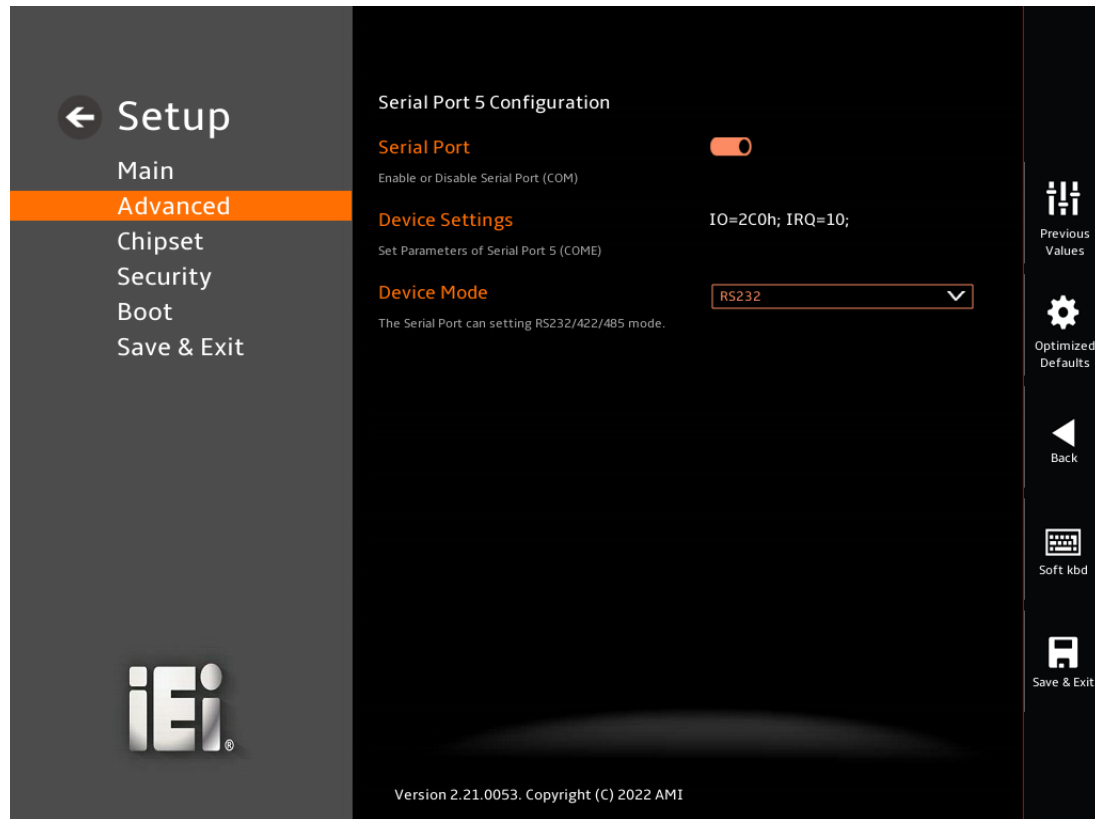 Setup
Main
Advanced
Chipset
Security
Boot
Save & Exit
Serial Port 5 Configuration
Serial Port
Enable or Disable Serial Port (COM)
Device Settings
IO=2C0h; IRQ=10;
Set Parameters of Serial Port 5 (COME)
Device Mode
RS232
The Serial Port can setting RS232/422/485 mode.
Previous
Values
Optimized
Defaults
Back
Soft kbd
Save & Exit
iEi®
Version 2.21.0053. Copyright (C) 2022 AMI